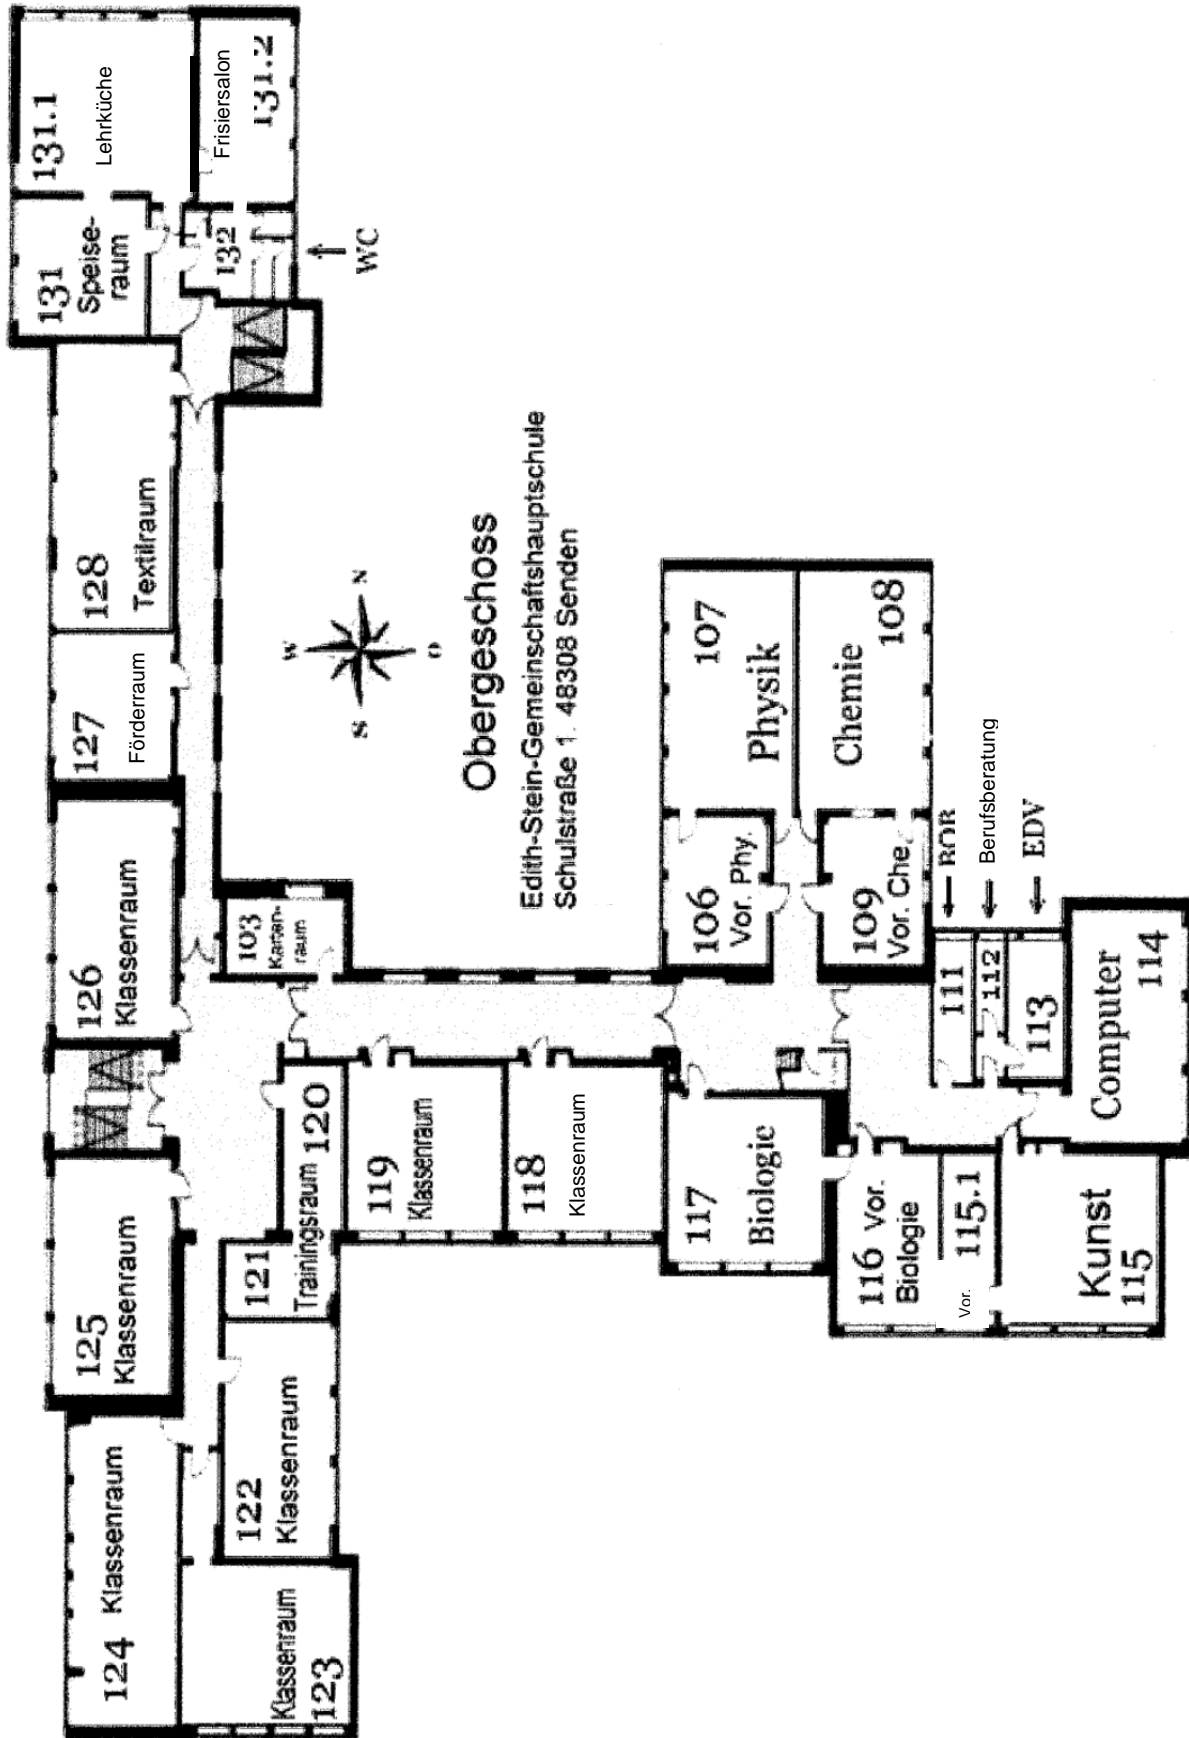 131.1
Lehrküche
Frisiersalon
131.2
131
Speise-
raum
132
WC
128
Textilraum
127
Förderraum
126
Klassenraum
103
Karten-
raum
W
N
S
O
Obergeschoss
Edith-Stein-Gemeinschaftshauptschule
Schulstraße 1. 48308 Senden
107
Physik
108
Chemie
106
Vor. Phy.
109
Vor. Che.
BOB
Berufsberatung
EDV
111
112
113
114
Computer
125
Klassenraum
120
Trainingsraum
121
119
Klassenraum
118
Klassenraum
117
Biologie
116 Vor.
Biologie
115.1
Vor.
Kunst
115
124
Klassenraum
122
Klassenraum
Klassenraum
123